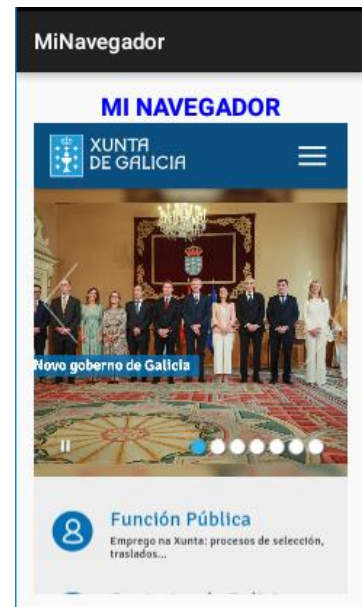 MiNavegador
MI NAVEGADOR
XUNTA
DE GALICIA
Novo goberno de Galicia
Función Pública
Emprego na Xunta: procesos de selección,
traslados...